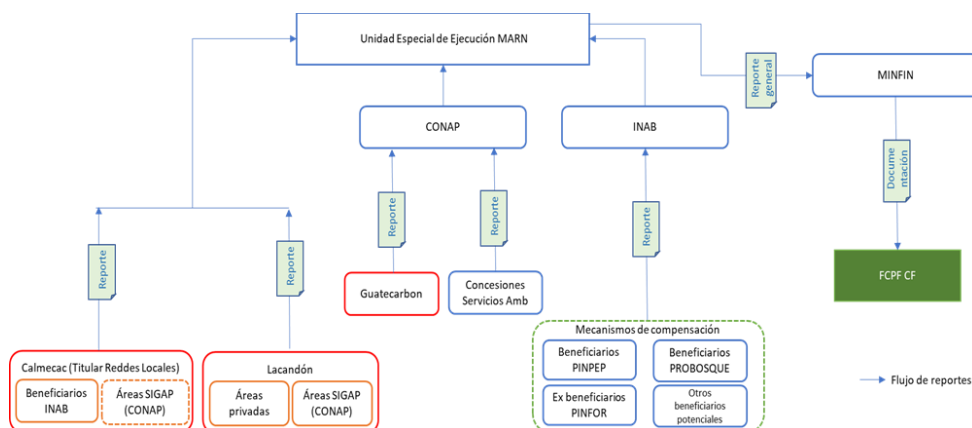 Unidad Especial de Ejecución MARN
Reporte
general
MINFIN
CONAP
INAB
Docume
ntación
Reporte
Reporte
Reporte
Reporte
Reporte
FCPF CF
Guatecarbon
Concesiones
Servicios Amb
Mecanismos de compensación
Beneficiarios
PINPEP
Beneficiarios
PROBOSQUE
Ex beneficiarios
PINFOR
Otros
beneficiarios
potenciales
Calmecac (Titular Reddes Locales)
Beneficiarios
INAB
Áreas SIGAP
(CONAP)
Lacandón
Áreas
privadas
Áreas SIGAP
(CONAP)
Flujo de reportes